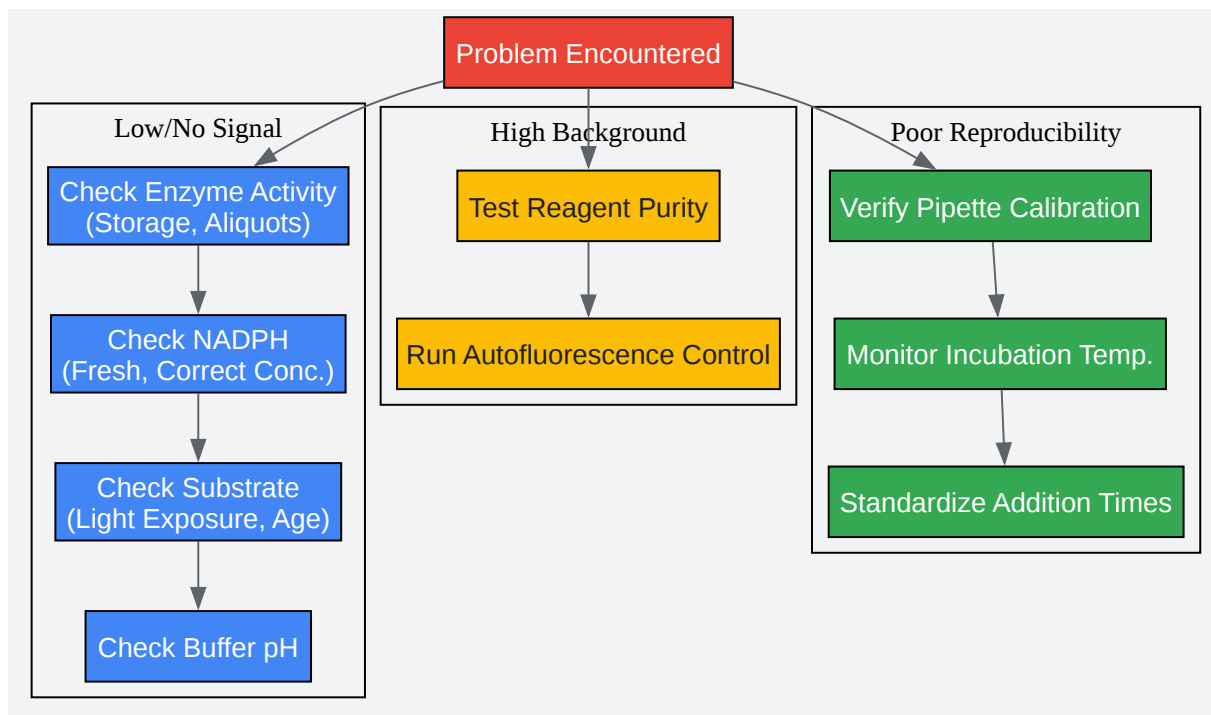 Problem Encountered
Low/No Signal
Check Enzyme Activity
(Storage, Aliquots)
Check NADPH
(Fresh, Correct Conc.)
Check Substrate
(Light Exposure, Age)
Check Buffer pH
High Background
Test Reagent Purity
Run Autofluorescence Control
Poor Reproducibility
Verify Pipette Calibration
Monitor Incubation Temp.
Standardize Addition Times